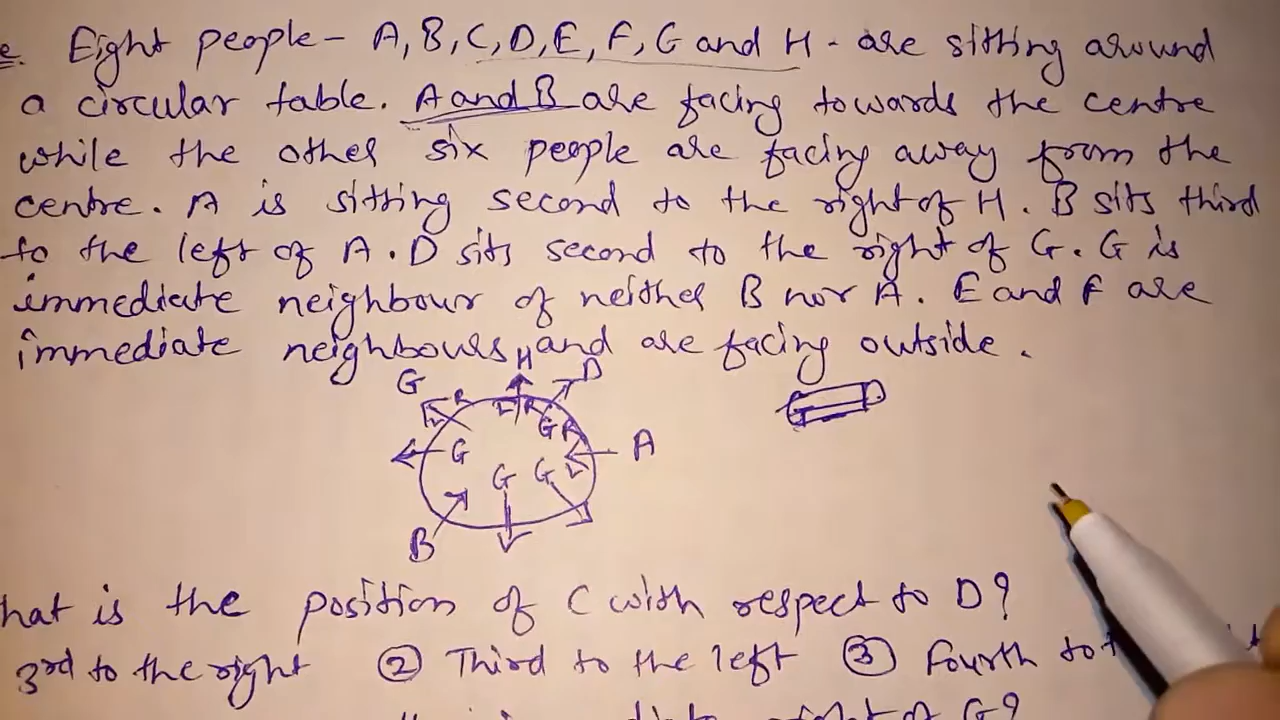 e. Eight people - A, B, C, D, E, F, G and H - are sitting around
a circular table. A and B are facing towards the centre
while the other six people are facing away from the
centre. A is sitting second to the right of H. B sits third
to the left of A. D sits second to the right of G. G is
immediate neighbour of neither B nor A. E and F are
immediate neighbours, and are facing outside.
G H D
R R
G R
G A
G G
B
hat is the position of C with respect to D?
3rd to the right ② Third to the left ③ Fourth to t
of G?